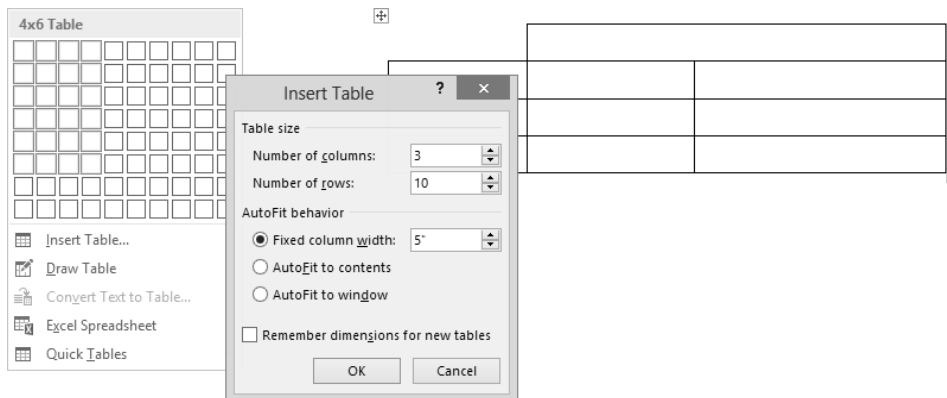 4x6 Table
Insert Table...
Draw Table
Convert Text to Table...
Excel Spreadsheet
Quick Tables
Insert Table ? ×
Table size
Number of columns: 3
Number of rows: 10
AutoFit behavior
Fixed column width: 5"
AutoFit to contents
AutoFit to window
Remember dimensions for new tables
OK Cancel